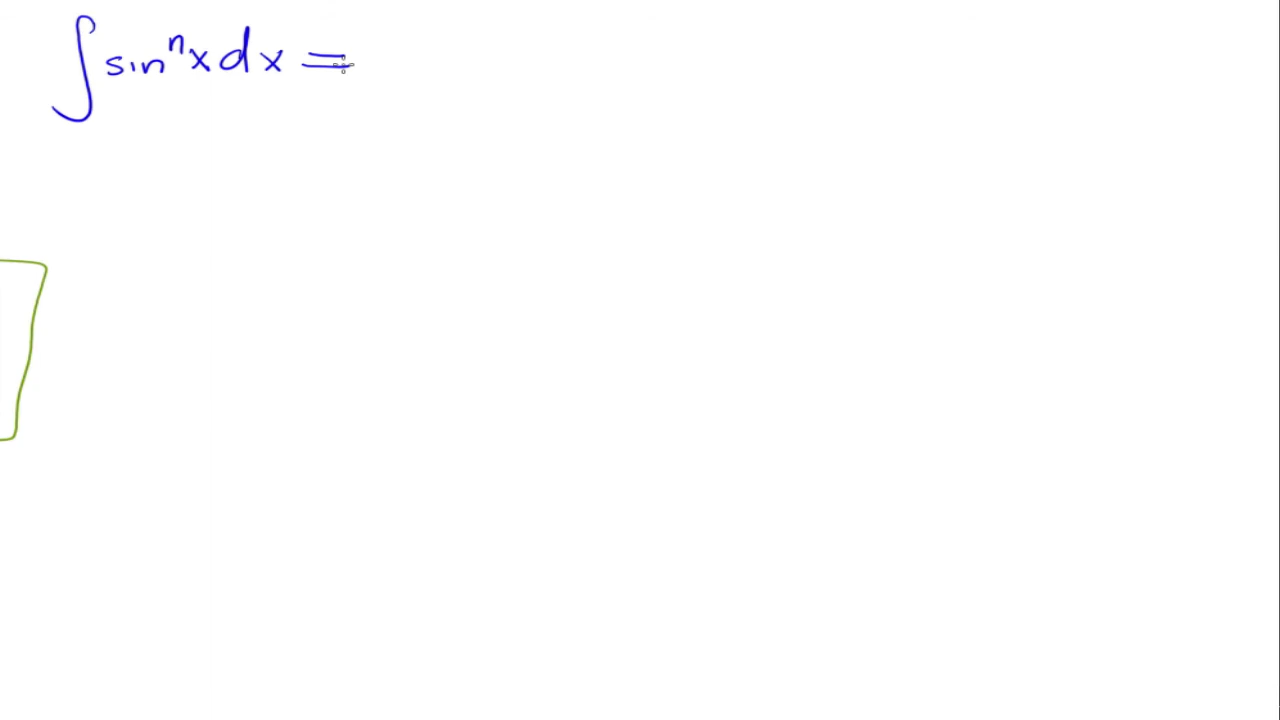 ∫ sinⁿx dx =